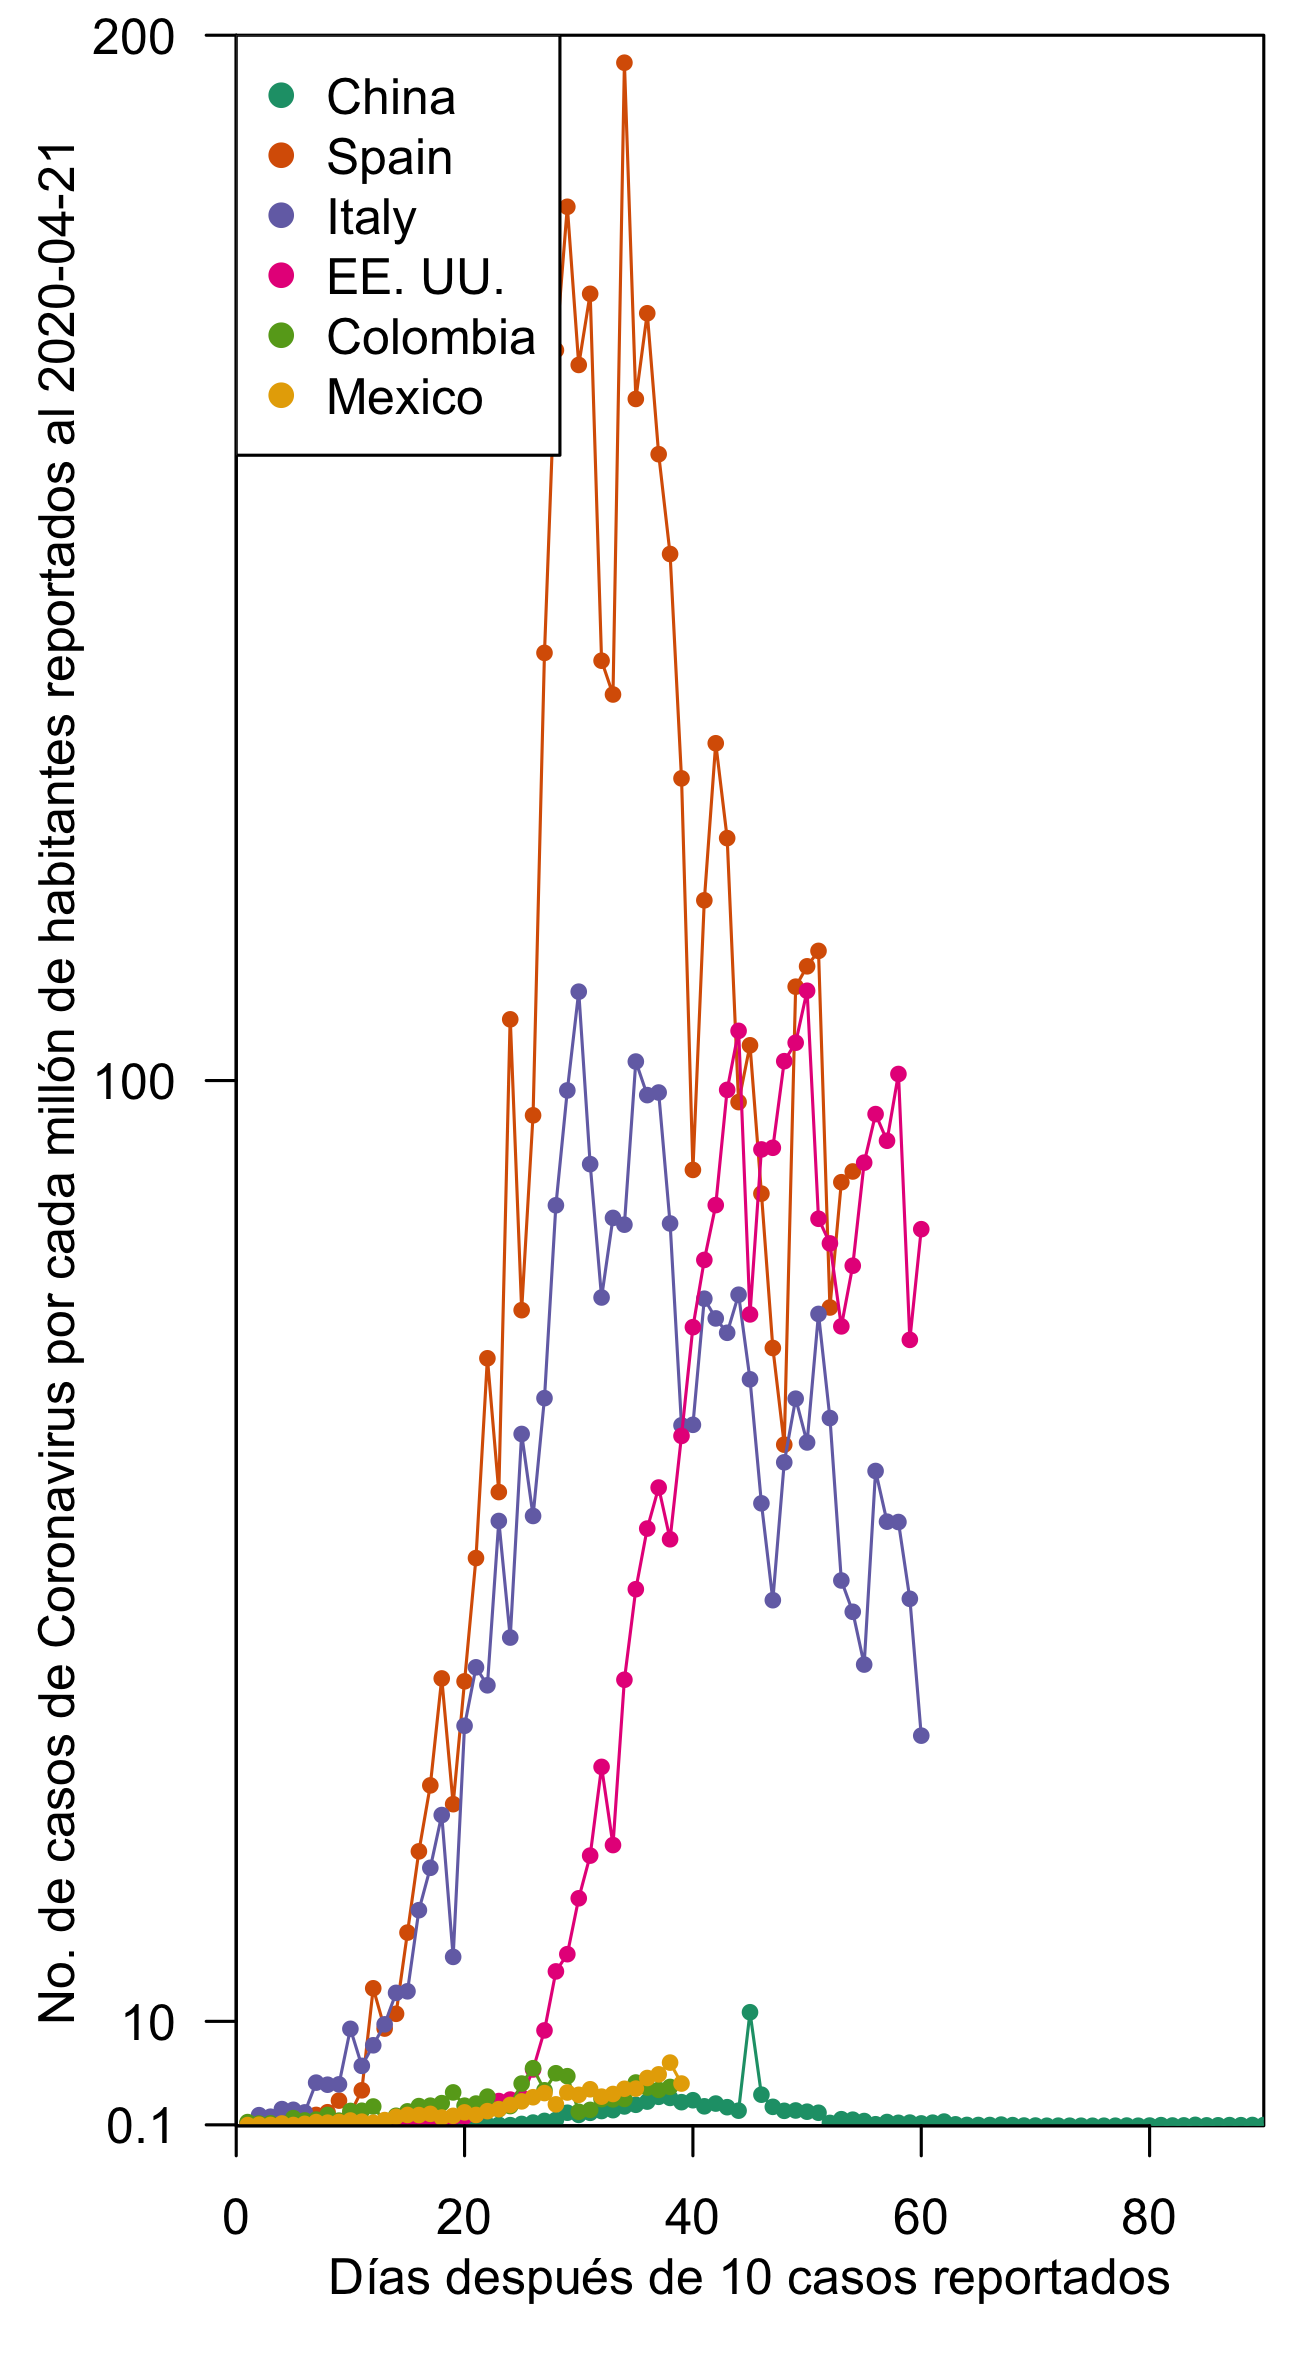 No. de casos de Coronavirus por cada millón de habitantes reportados al 2020-04-21
200
100
10
0.1
China
Spain
Italy
EE. UU.
Colombia
Mexico
0 20 40 60 80
Días después de 10 casos reportados